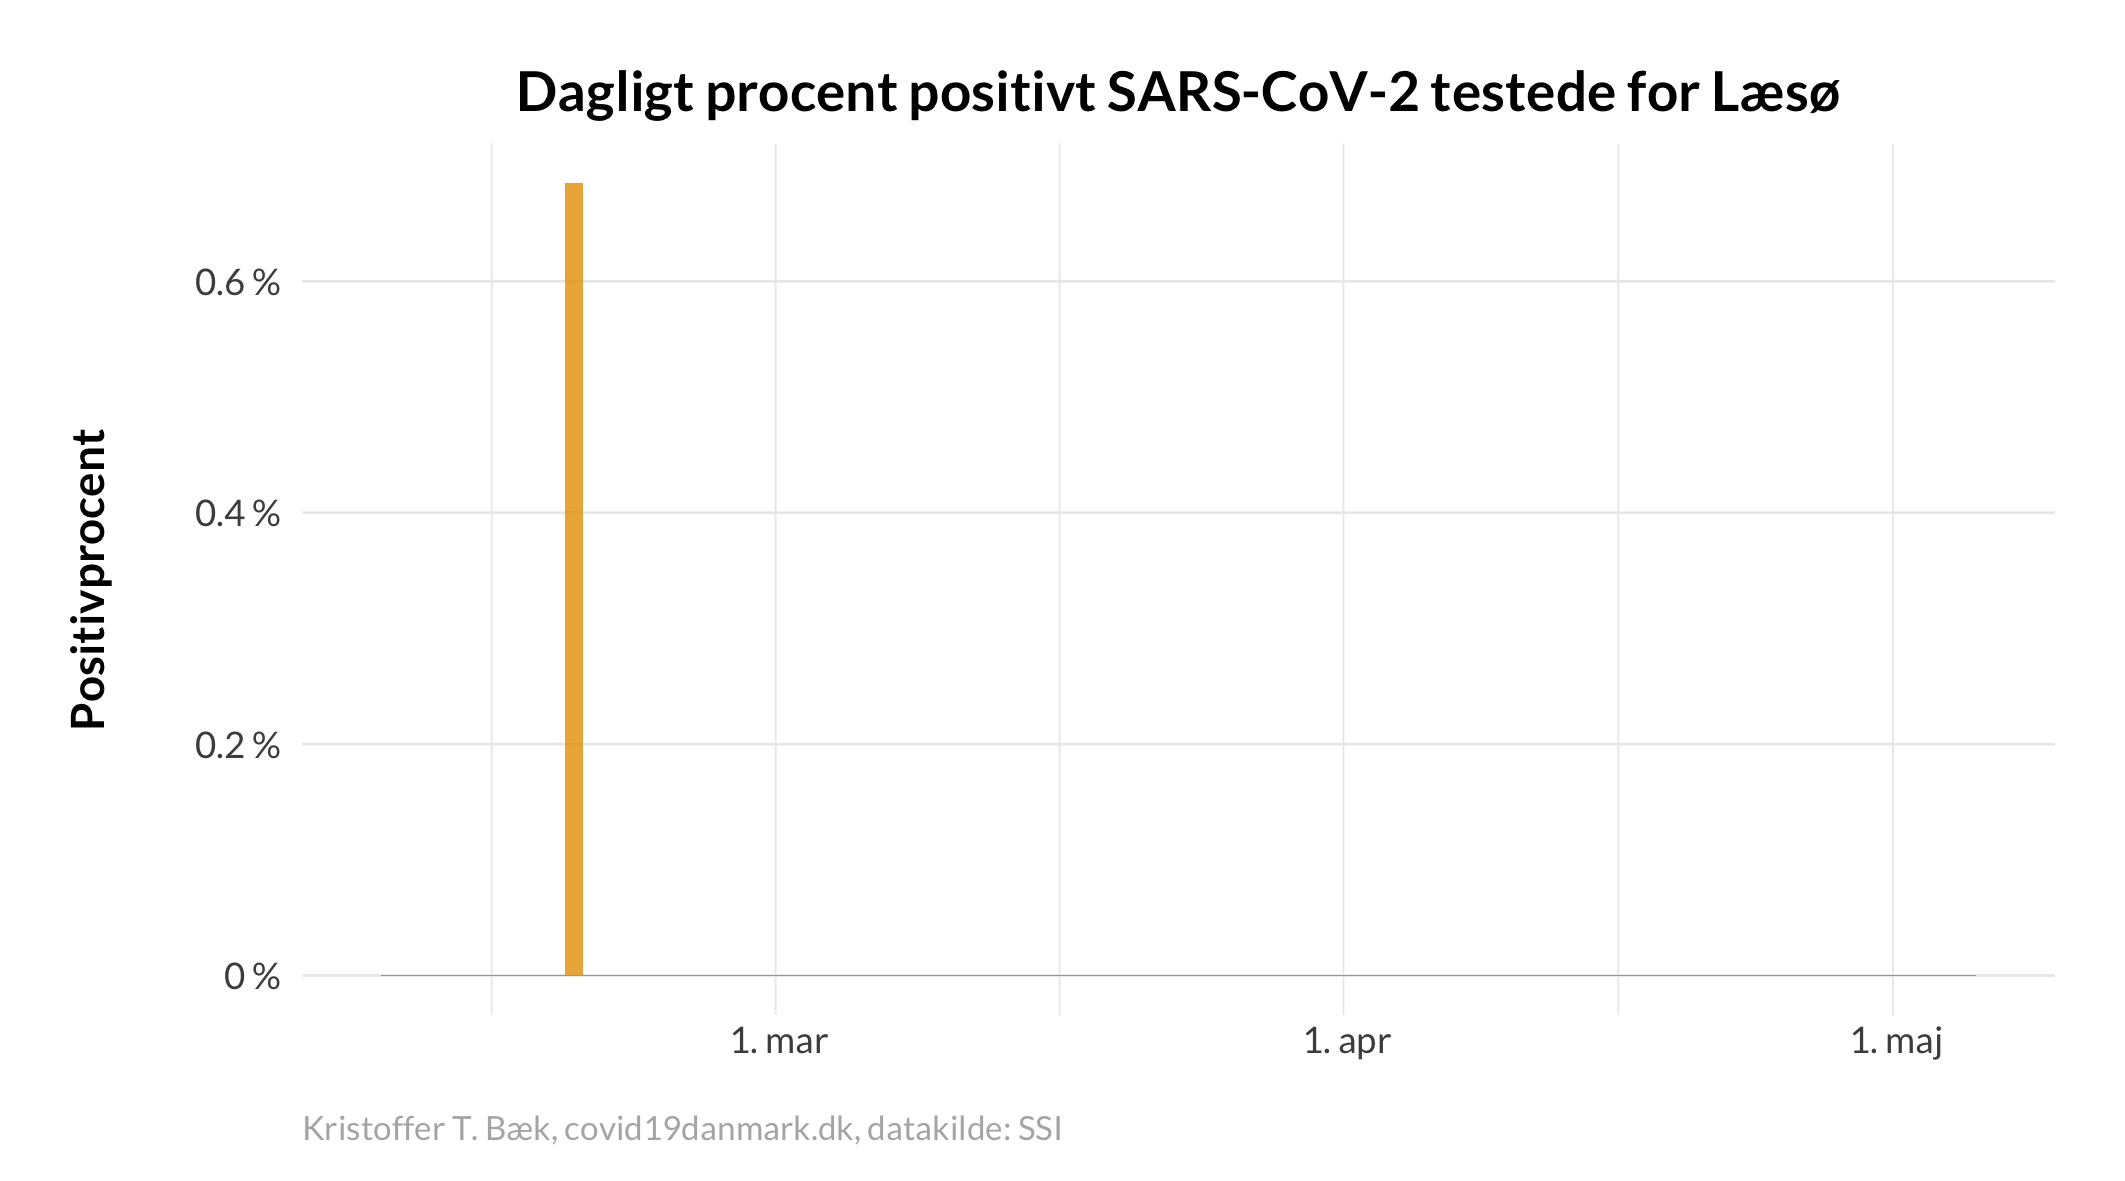 Dagligt procent positivt SARS-CoV-2 testede for Læsø
Positivprocent
0.6 %
0.4 %
0.2 %
0 %
1. mar
1. apr
1. maj
Kristoffer T. Bæk, covid19danmark.dk, datakilde: SSI